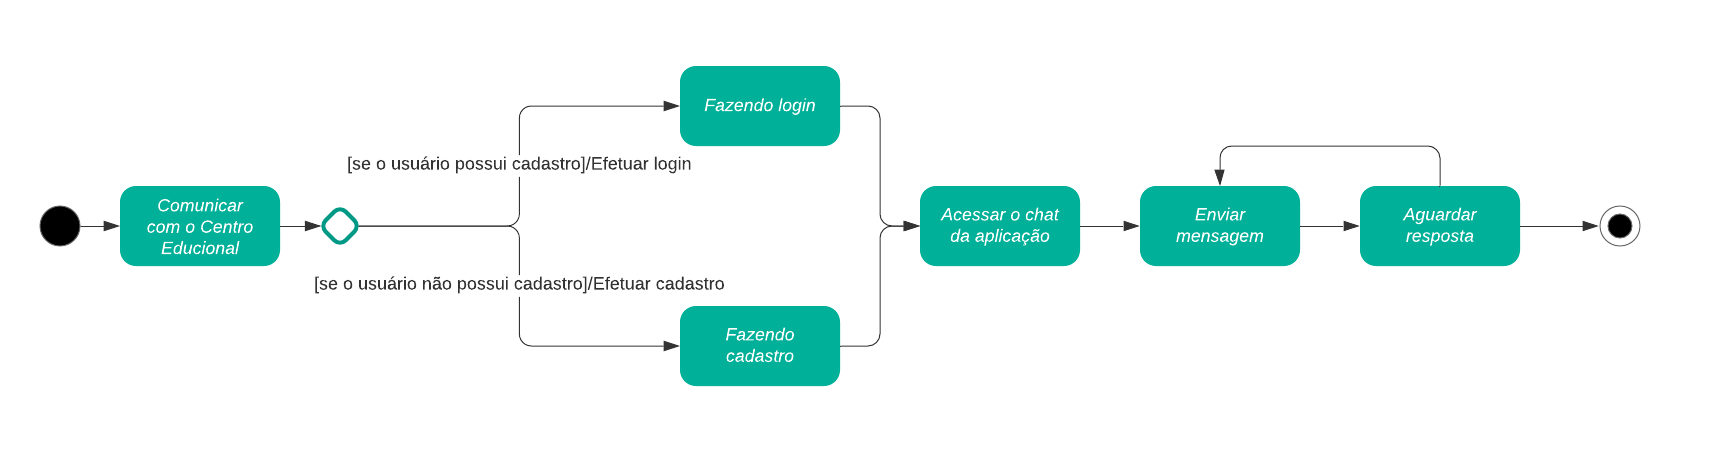 Comunicar
com o Centro
Educional
[se o usuário possui cadastro]/Efetuar login
Fazendo login
[se o usuário não possui cadastro]/Efetuar cadastro
Fazendo
cadastro
Acessar o chat
da aplicação
Enviar
mensagem
Aguardar
resposta